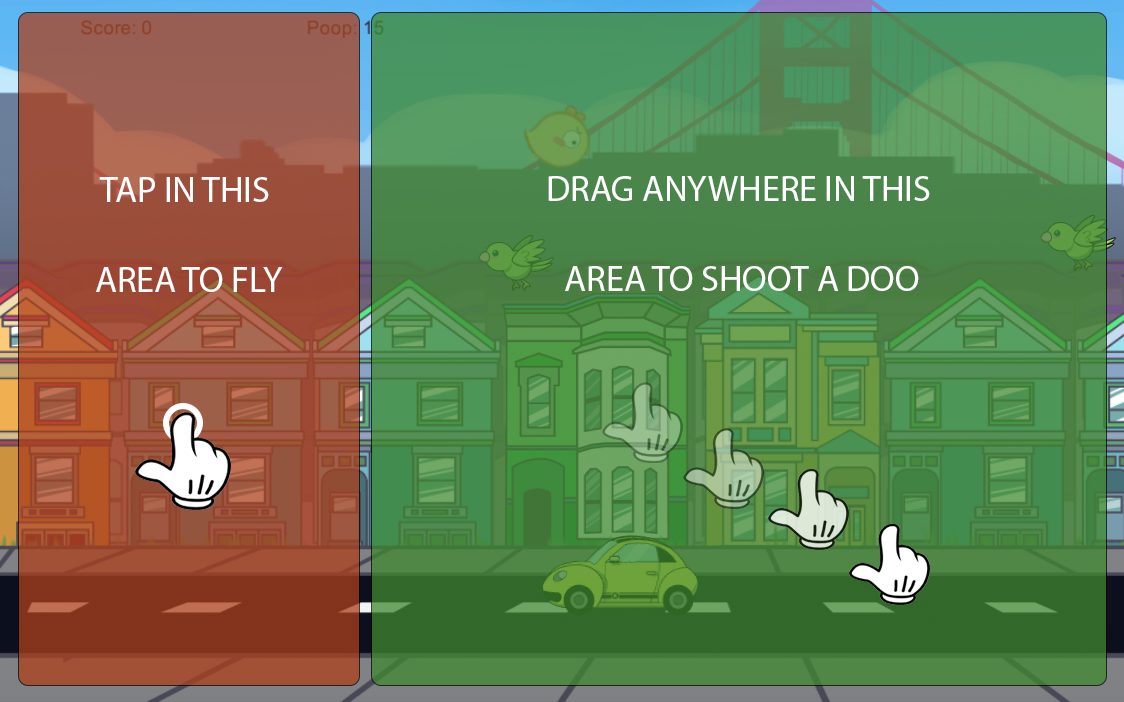 Score: 0 Poop: 15
TAP IN THIS
AREA TO FLY
DRAG ANYWHERE IN THIS
AREA TO SHOOT A DOO